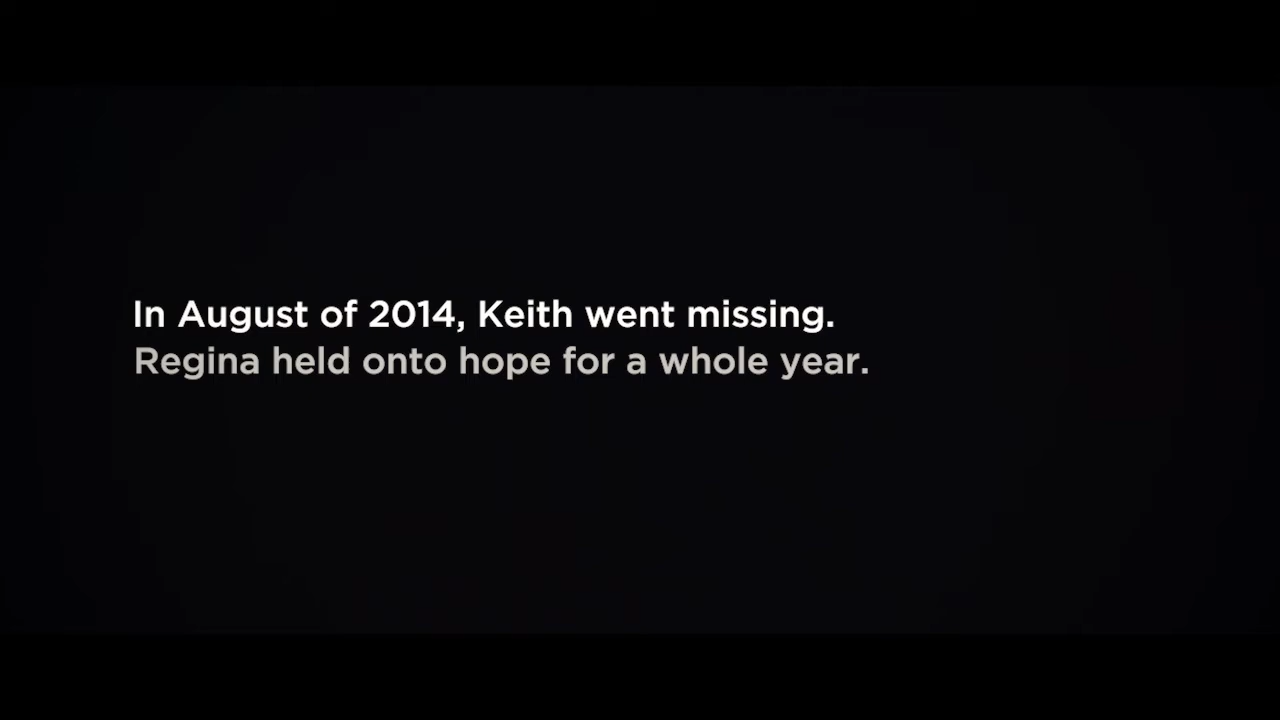 In August of 2014, Keith went missing.
Regina held onto hope for a whole year.